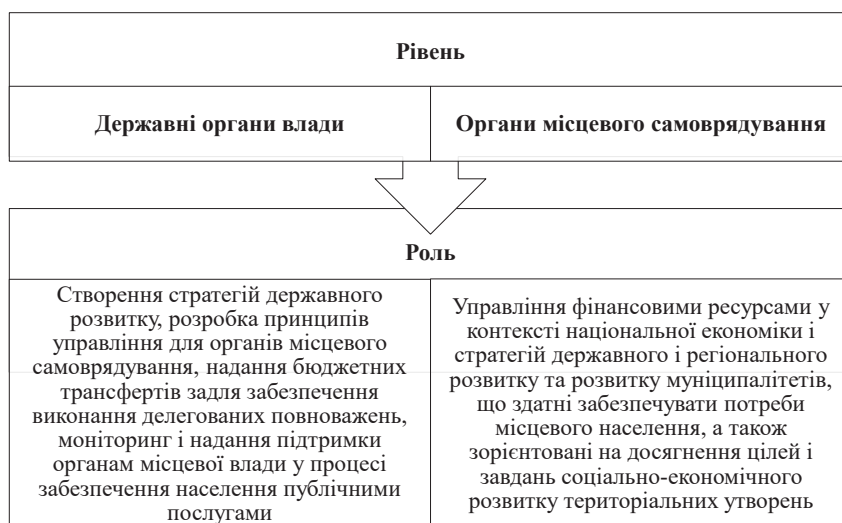 Рівень
Державні органи влади
Органи місцевого самоврядування
Роль
Створення стратегій державного
розвитку, розробка принципів
управління для органів місцевого
самоврядування, надання бюджетних
трансфертів задля забезпечення
виконання делегованих повноважень,
моніторинг і надання підтримки
органам місцевої влади у процесі
забезпечення населення публічними
послугами
Управління фінансовими ресурсами у
контексті національної економіки і
стратегій державного і регіонального
розвитку та розвитку муніципалітетів,
що здатні забезпечувати потреби
місцевого населення, а також
зорієнтовані на досягнення цілей і
завдань соціально-економічного
розвитку територіальних утворень